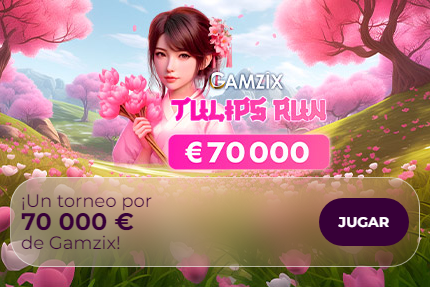 GAMZIX
TULIPS RUN
€70 000
¡Un torneo por
70 000 €
de Gamzix!
JUGAR